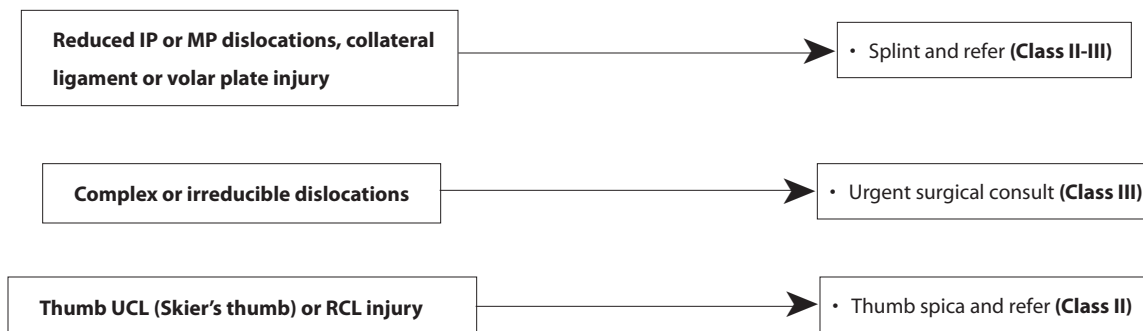 Reduced IP or MP dislocations, collateral
ligament or volar plate injury
• Splint and refer (Class II-III)
Complex or irreducible dislocations
• Urgent surgical consult (Class III)
Thumb UCL (Skier's thumb) or RCL injury
• Thumb spica and refer (Class II)